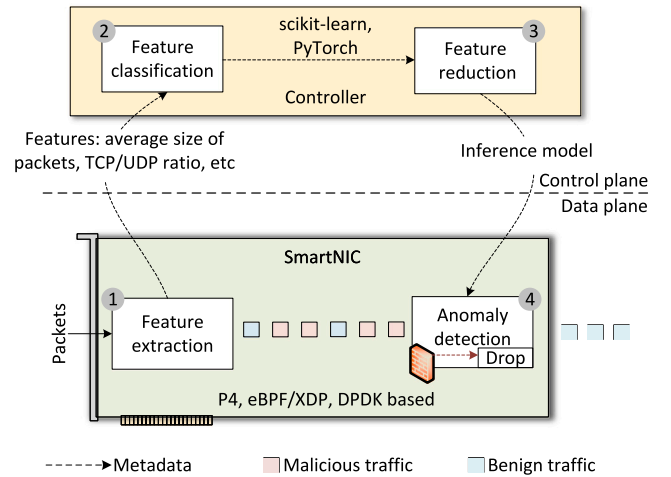 scikit-learn,
PyTorch
2
Feature
classification
3
Feature
reduction
Controller
Features: average size of
packets, TCP/UDP ratio, etc
Inference model
Control plane
Data plane
SmartNIC
Packets
1
Feature
extraction
4
Anomaly
detection
Drop
P4, eBPF/XDP, DPDK based
Metadata
Malicious traffic
Benign traffic